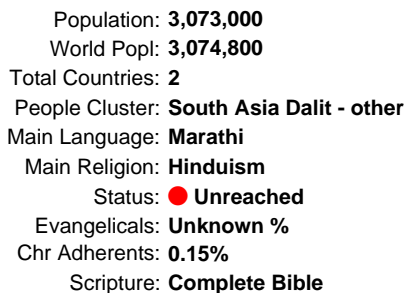 Population: 3,073,000
World Popl: 3,074,800
Total Countries: 2
People Cluster: South Asia Dalit - other
Main Language: Marathi
Main Religion: Hinduism
Status: Unreached
Evangelicals: Unknown %
Chr Adherents: 0.15%
Scripture: Complete Bible